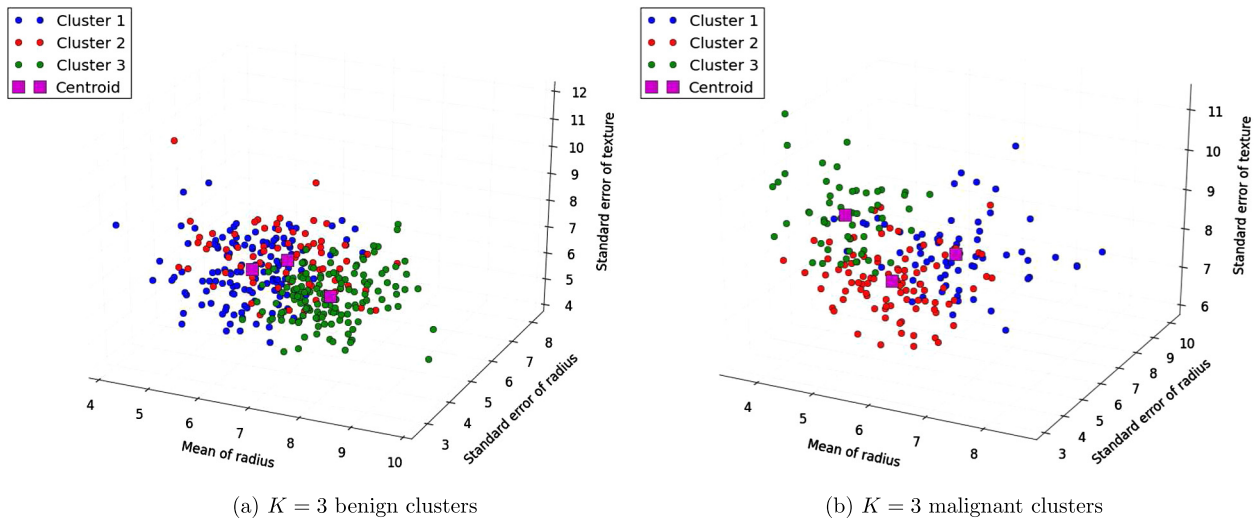 Cluster 1
Cluster 2
Cluster 3
Centroid
12
11
10
9
8
7
6
5
4
Standard error of texture
8
7
6
5
4
3
Standard error of radius
4
5
6
7
8
9
10
Mean of radius
(a) K = 3 benign clusters
Cluster 1
Cluster 2
Cluster 3
Centroid
11
10
9
8
7
6
Standard error of texture
10
9
8
7
6
5
4
3
Standard error of radius
4
5
6
7
8
Mean of radius
(b) K = 3 malignant clusters